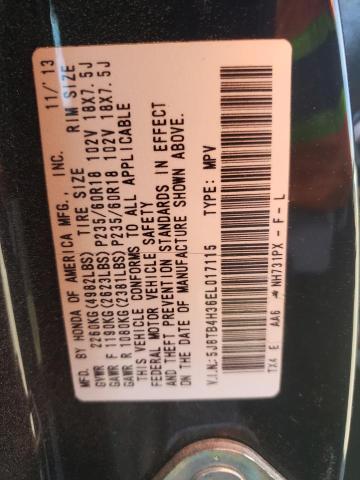 MFD. BY HONDA OF AMERICA MFG., INC. 11/'13
GVWR 2260KG(4982LBS) TIRE SIZE RIM SIZE
GAWR F 1190KG(2623LBS) P235/60R18 102V 18X7.5J
GAWR R 1080KG(2381LBS) P235/60R18 102V 18X7.5J
THIS VEHICLE CONFORMS TO ALL APPLICABLE
FEDERAL MOTOR VEHICLE SAFETY
AND THEFT PREVENTION STANDARDS IN EFFECT
ON THE DATE OF MANUFACTURE SHOWN ABOVE.
V.I.N.:5J8TB4H36EL017115 TYPE: MPV
TX4 E AA6 NH731PX - F - L